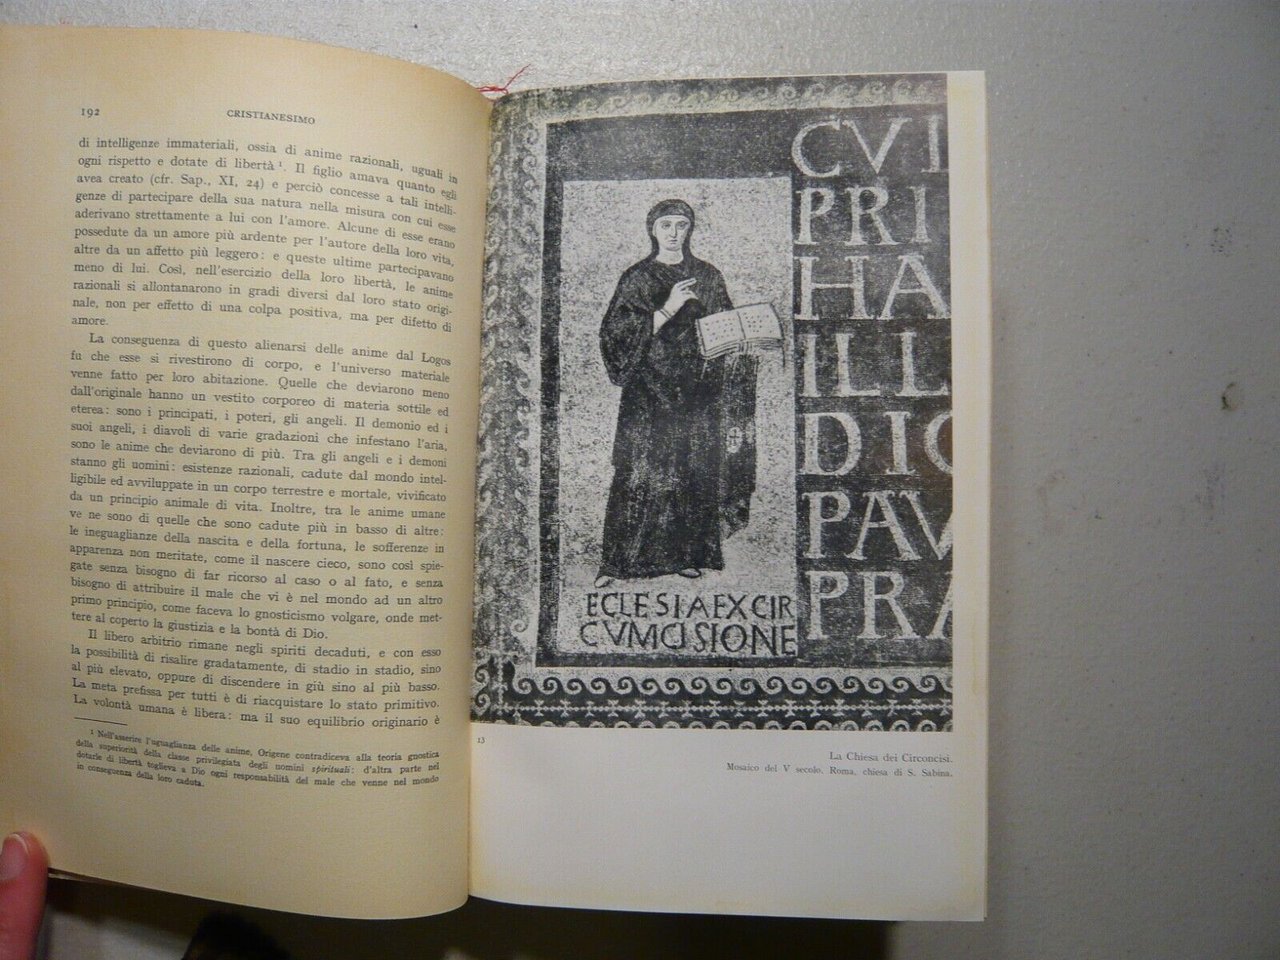 192
CRISTIANESIMO
di intelligenze immateriali, ossia di anime razionali, uguali in
ogni rispetto e dotate di libertà ¹. Il figlio amava quanto egli
avea creato (cfr. Sap., XI, 24) e perciò concesse a tali intelli-
genze di partecipare della sua natura nella misura con cui esse
aderivano strettamente a lui con l'amore. Alcune di esse erano
possedute da un amore più ardente per l'autore della loro vita,
altre da un affetto più leggero: e queste ultime partecipavano
meno di lui. Così, nell'esercizio della loro libertà, le anime
razionali si allontanarono in gradi diversi dal loro stato origi-
nale, non per effetto di una colpa positiva, ma per difetto di
amore.
La conseguenza di questo alienarsi delle anime dal Logos
fu che esse si rivestirono di corpo, e l'universo materiale
venne fatto per loro abitazione. Quelle che deviarono meno
dall'originale hanno un vestito corporeo di materia sottile ed
eterea: sono i principati, i poteri, gli angeli. Il demonio ed i
suoi angeli, i diavoli di varie gradazioni che infestano l'aria,
sono le anime che deviarono di più. Tra gli angeli e i demoni
stanno gli uomini: esistenze razionali, cadute dal mondo intel-
ligibile ed avviluppate in un corpo terrestre e mortale, vivificato
da un principio animale di vita. Inoltre, tra le anime umane
ve ne sono di quelle che sono cadute più in basso di altre:
le ineguaglianze della nascita e della fortuna, le sofferenze in
apparenza non meritate, come il nascere cieco, sono così spie-
gate senza bisogno di far ricorso al caso o al fato, e senza
bisogno di attribuire il male che vi è nel mondo ad un altro
primo principio, come faceva lo gnosticismo volgare, onde met-
tere al coperto la giustizia e la bontà di Dio.
Il libero arbitrio rimane negli spiriti decaduti, e con esso
la possibilità di risalire gradatamente, di stadio in stadio, sino
al più elevato, oppure di discendere in giù sino al più basso.
La meta prefissa per tutti è di riacquistare lo stato primitivo.
La volontà umana è libera: ma il suo equilibrio originario è
¹ Nell'asserire l'uguaglianza delle anime, Origene contradiceva alla teoria gnostica
della superiorità della classe privilegiata degli uomini spirituali: d'altra parte nel
dotarle di libertà toglieva a Dio ogni responsabilità del male che venne nel mondo
in conseguenza della loro caduta.
CVI
PRI
HA
ILL
DIC
PAV
PRA
ECLESIAEXCIR
CVMCISIONE
13
La Chiesa dei Circoncisi.
Mosaico del V secolo. Roma, chiesa di S. Sabina.